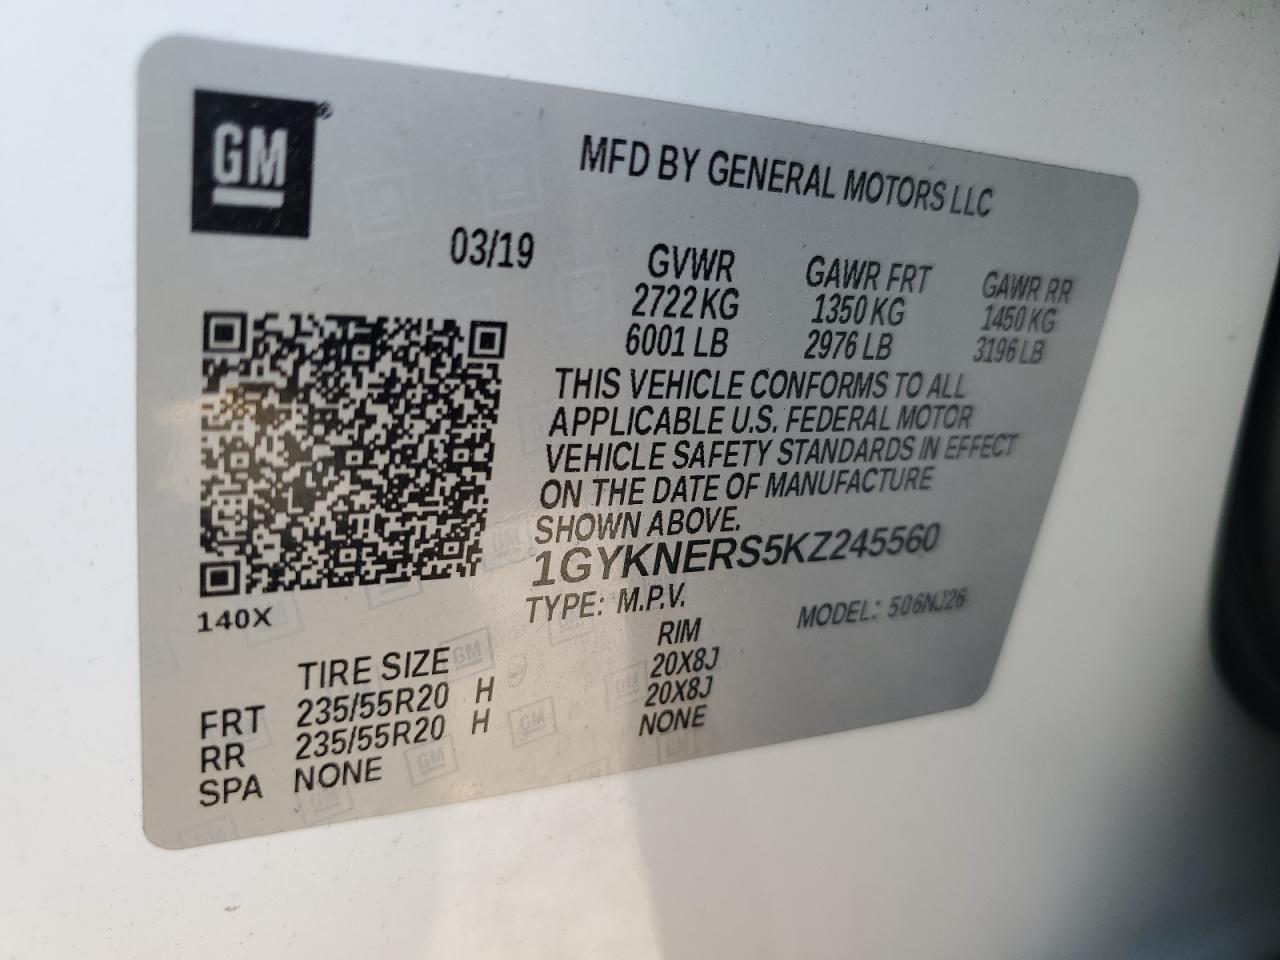 GM®
MFD BY GENERAL MOTORS LLC
03/19
GVWR GAWR FRT GAWR RR
2722 KG 1350 KG 1450 KG
6001 LB 2976 LB 3196 LB
THIS VEHICLE CONFORMS TO ALL
APPLICABLE U.S. FEDERAL MOTOR
VEHICLE SAFETY STANDARDS IN EFFECT
ON THE DATE OF MANUFACTURE
SHOWN ABOVE.
1GYKNERS5KZ245560
TYPE: M.P.V. MODEL: 506NJ26
140X
TIRE SIZE RIM
FRT 235/55R20 H 20X8J
RR 235/55R20 H 20X8J
SPA NONE NONE